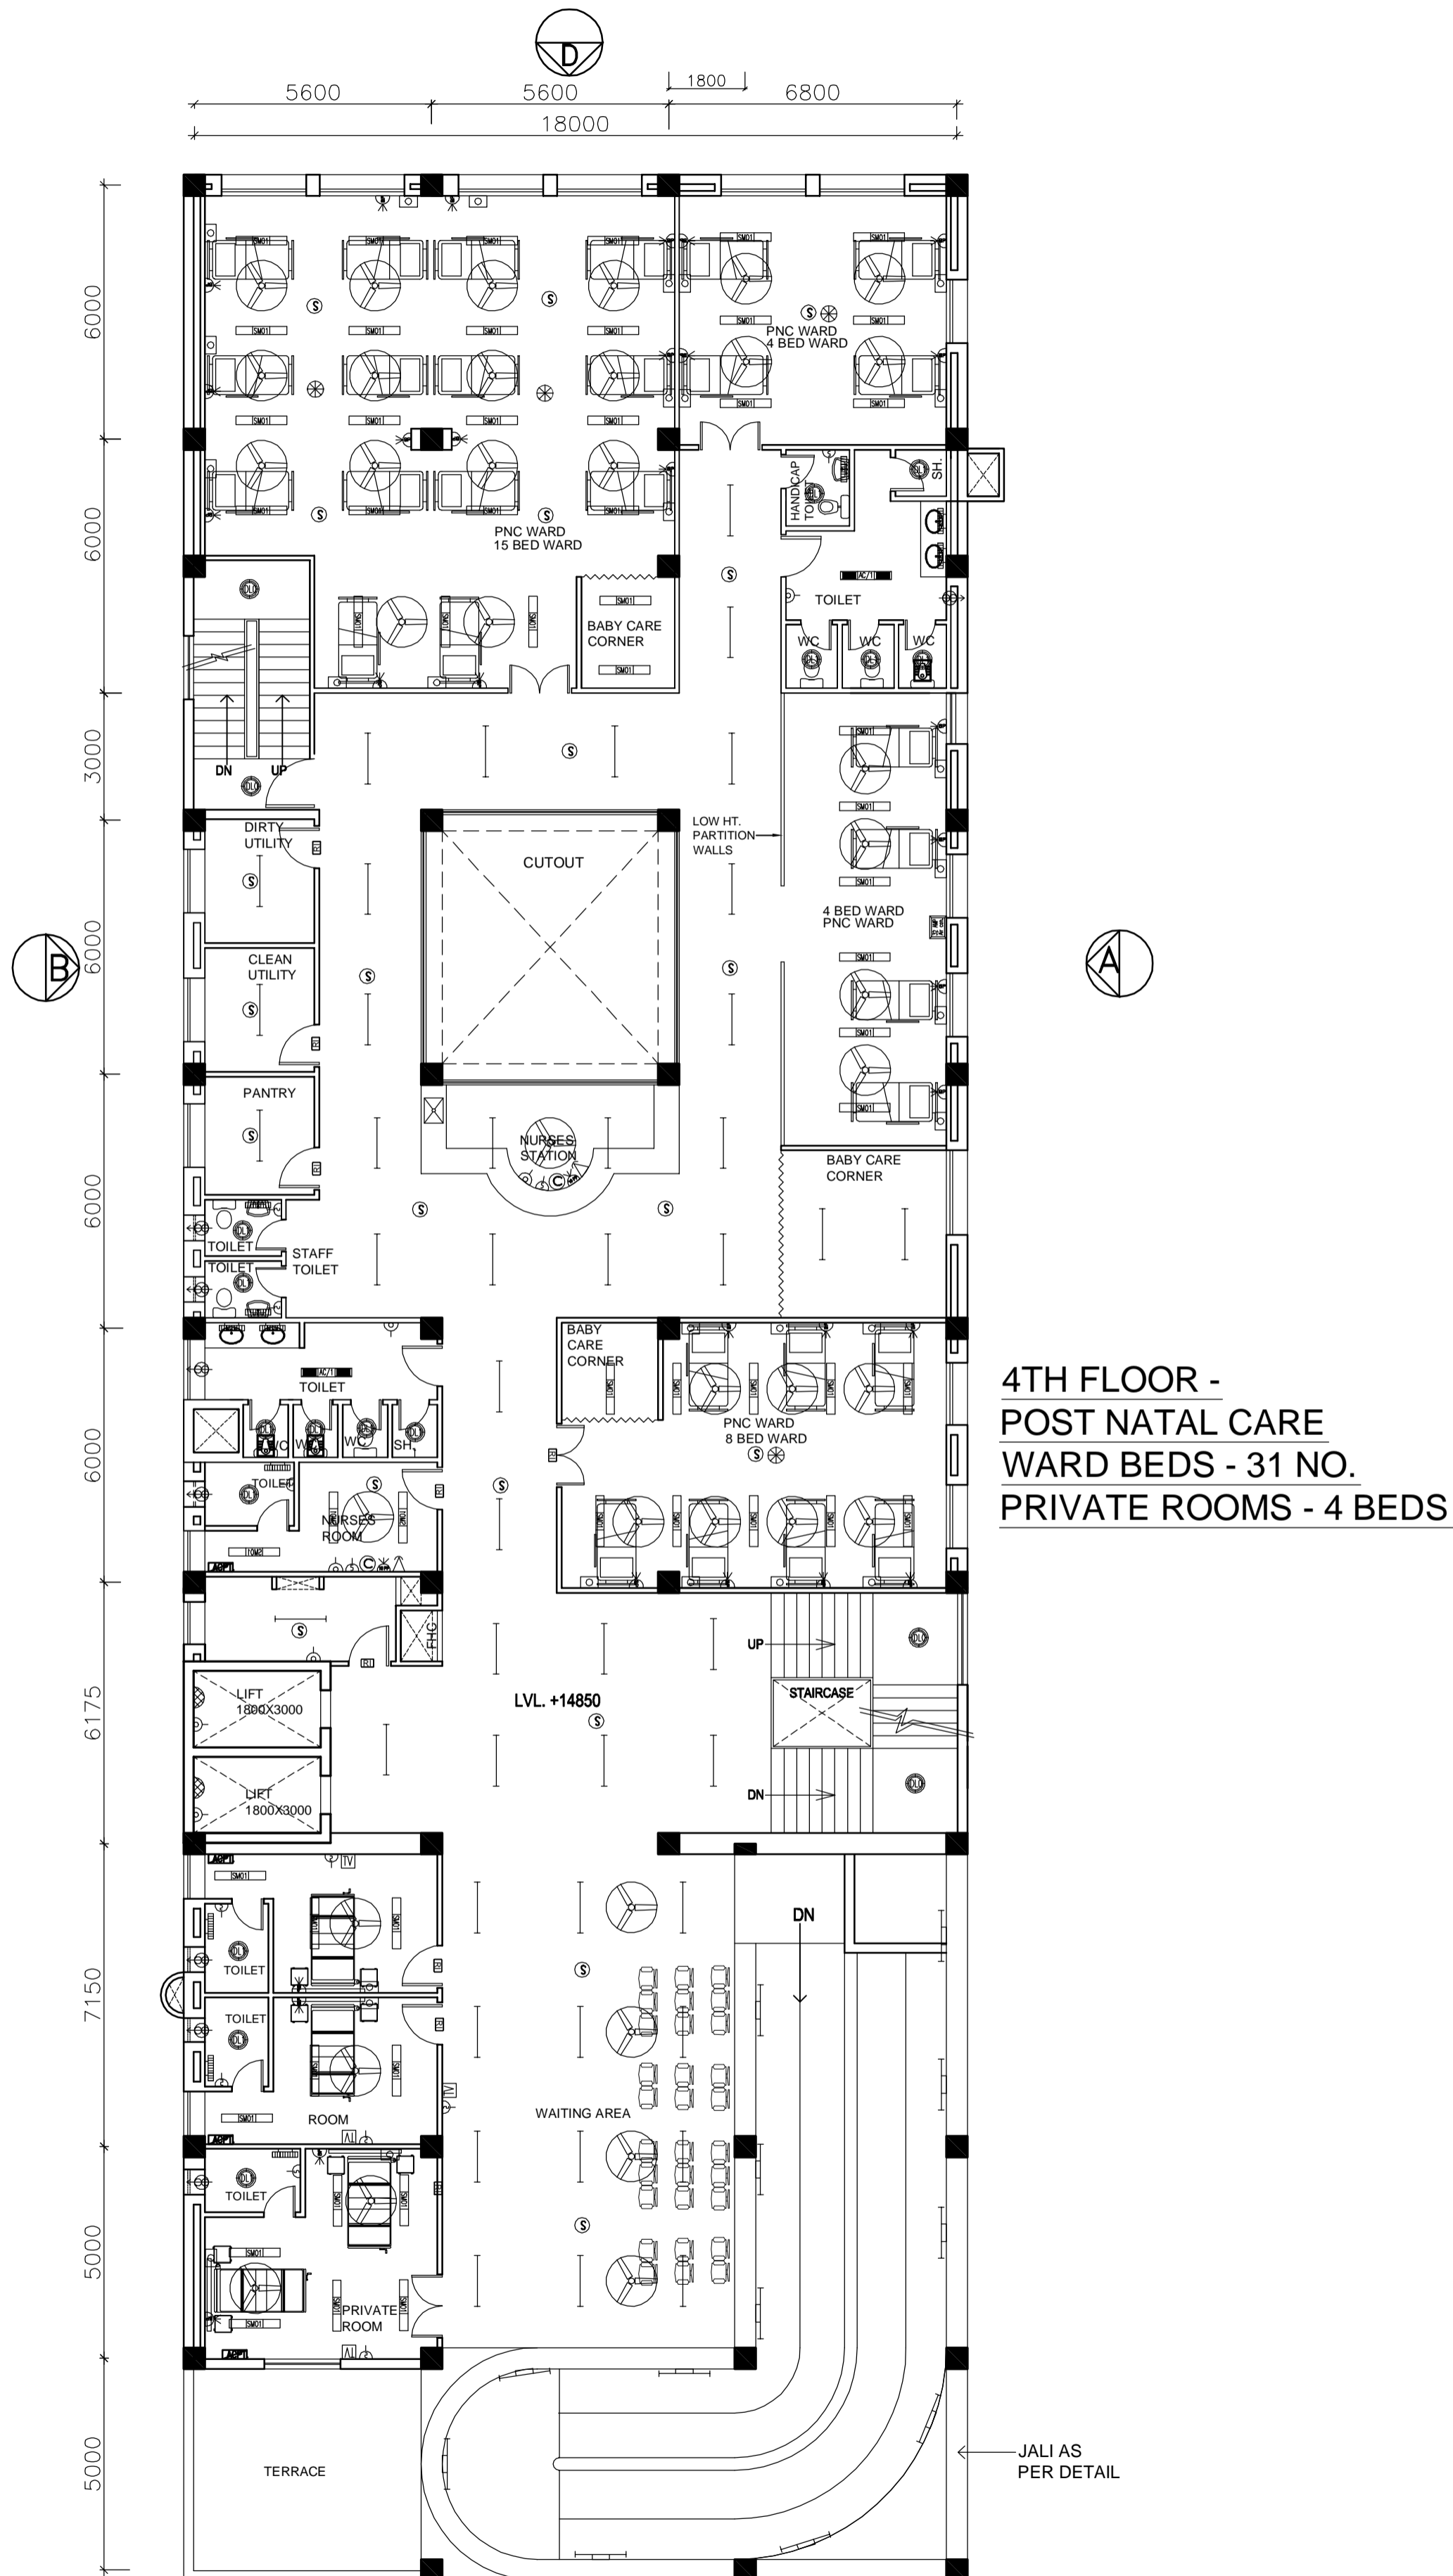 D
5600
5600
1800
6800
18000
6000
6000
3000
6000
6000
6000
6175
7150
5000
5000
B
A
PNC WARD
4 BED WARD
PNC WARD
15 BED WARD
HANDICAP
TOILET
SH.
TOILET
WC
WC
WC
BABY CARE
CORNER
DN
UP
DIRTY
UTILITY
CUTOUT
LOW HT.
PARTITION
WALLS
4 BED WARD
PNC WARD
CLEAN
UTILITY
PANTRY
NURSES
STATION
BABY CARE
CORNER
TOILET
TOILET
STAFF
TOILET
BABY
CARE
CORNER
TOILET
PNC WARD
8 BED WARD
WC
WC
WC
SH.
TOILET
NURSES
ROOM
4TH FLOOR -
POST NATAL CARE
WARD BEDS - 31 NO.
PRIVATE ROOMS - 4 BEDS
FHC
UP
LIFT
1800X3000
LVL. +14850
STAIRCASE
LIFT
1800X3000
DN
TV
DN
TOILET
TOILET
ROOM
TV
TV
WAITING AREA
TOILET
PRIVATE
ROOM
TV
TERRACE
JALI AS
PER DETAIL